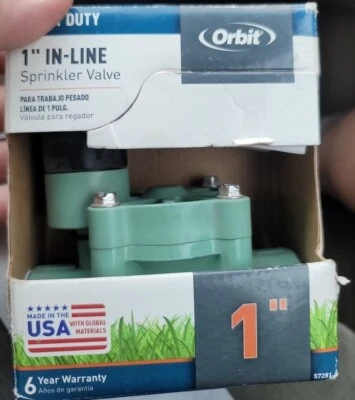 DUTY
Orbit
1" IN-LINE
Sprinkler Valve
PARA TRABAJO PESADO
LÍNEA DE 1 PULG.
Válvula para regador
MADE IN THE
USA WITH GLOBAL
MATERIALS
1"
6 Year Warranty
Años de garantía